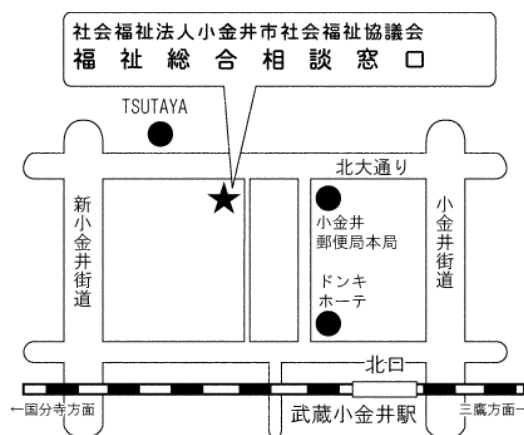 社会福祉法人小金井市社会福祉協議会
福祉総合相談窓口
TSUTAYA
北大通り
新小金井街道
小金井
郵便局本局
小金井街道
ドンキ
ホーテ
北口
←国分寺方面
武蔵小金井駅
三鷹方面→